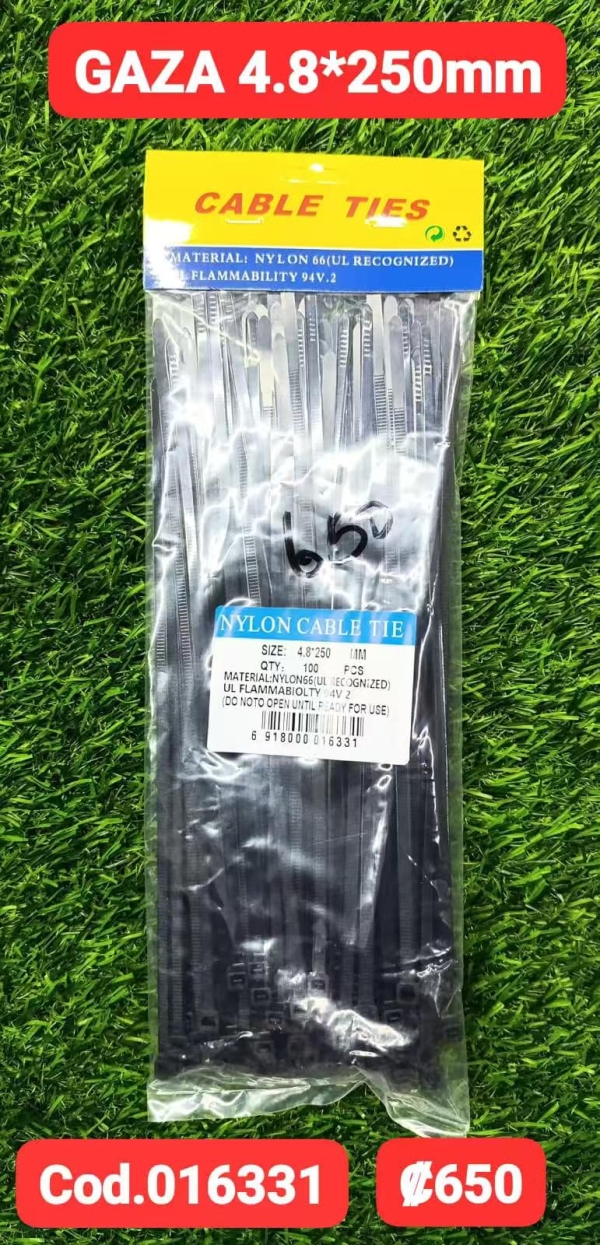 GAZA 4.8*250mm
CABLE TIES
MATERIAL: NYLON 66(UL RECOGNIZED)
UL FLAMMABILITY 94V.2
650
NYLON CABLE TIE
SIZE: 4.8*250 MM
QTY: 100 PCS
MATERIAL:NYLON66(UL RECOGNIZED)
UL FLAMMABIOLTY 94V 2
(DO NOTO OPEN UNTIL READY FOR USE)
6 918000 016331
Cod.016331
₡650